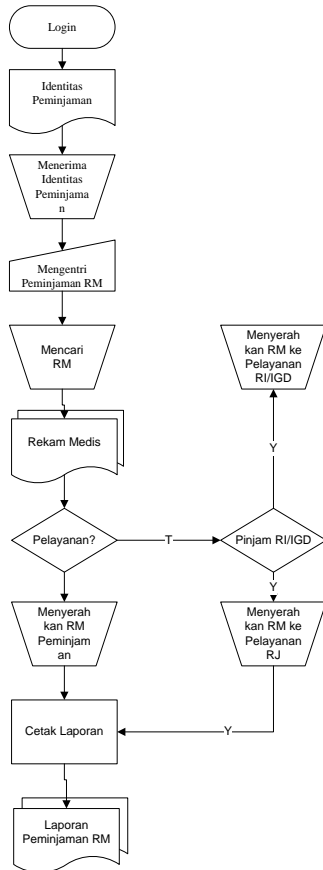 Login
Identitas
Peminjaman
Menerima
Identitas
Peminjama
n
Mengentri
Peminjaman RM
Mencari
RM
Rekam Medis
Pelayanan?
T
Pinjam RI/IGD
Y
Menyerah
kan RM ke
Pelayanan
RI/IGD
Y
Menyerah
kan RM ke
Pelayanan
RJ
Menyerah
kan RM
Peminjam
an
Y
Cetak Laporan
Laporan
Peminjaman RM